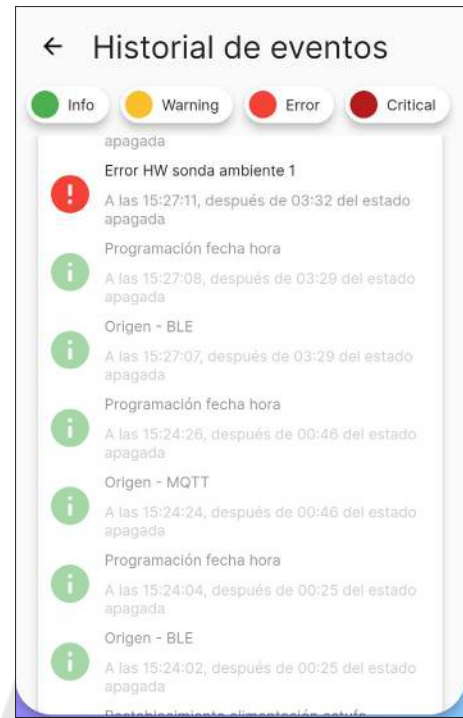 Historial de eventos
Info
Warning
Error
Critical
apagada
Error HW sonda ambiente 1
A las 15:27:11, después de 03:32 del estado
apagada
Programación fecha hora
A las 15:27:08, después de 03:29 del estado
apagada
Origen - BLE
A las 15:27:07, después de 03:29 del estado
apagada
Programación fecha hora
A las 15:24:26, después de 00:46 del estado
apagada
Origen - MQTT
A las 15:24:24, después de 00:46 del estado
apagada
Programación fecha hora
A las 15:24:04, después de 00:25 del estado
apagada
Origen - BLE
A las 15:24:02, después de 00:25 del estado
apagada
Restablecimiento alimentación estufa